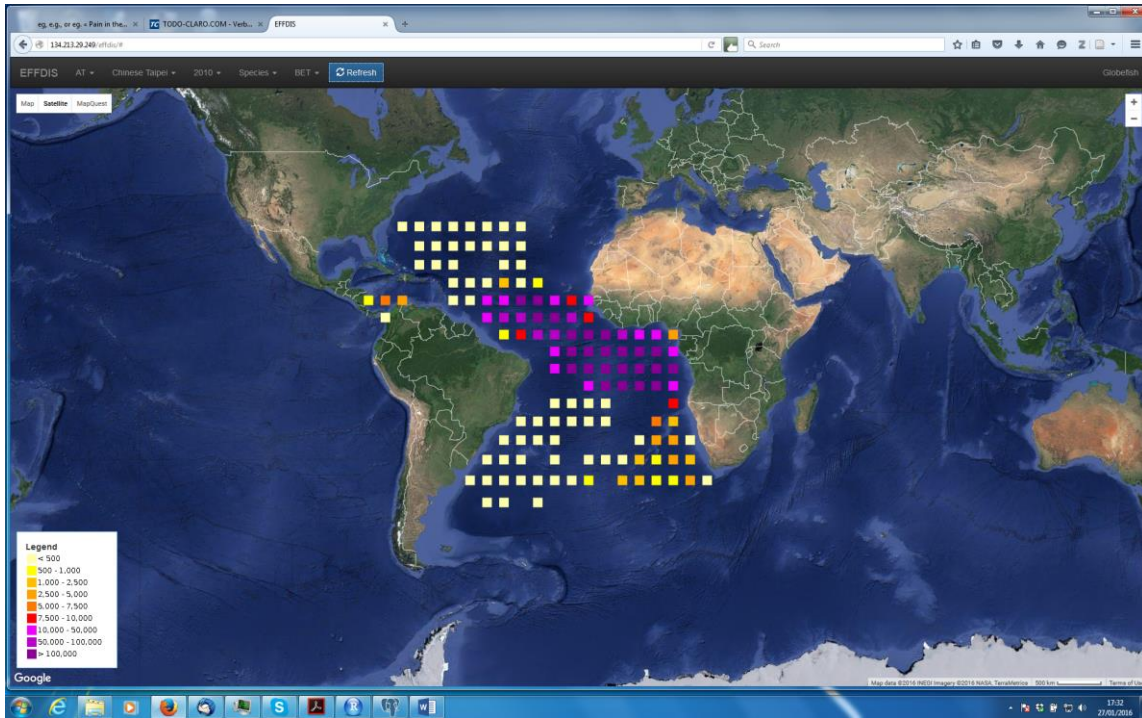 eg, e.g., or eg. « Pain in the...
TODO-CLARO.COM - Verb...
EFFDIS
134.213.29.249/effdis/#
Search
EFFDIS AT Chinese Taipei 2010 Species BET Refresh Globefish
Map Satellite MapQuest
Legend
< 500
500 - 1,000
1,000 - 2,500
2,500 - 5,000
5,000 - 7,500
7,500 - 10,000
10,000 - 50,000
50,000 - 100,000
> 100,000
Google
Map data ©2016 INEGI Imagery ©2016 NASA, TerraMetrics 500 km Terms of Use
17:32
27/01/2016